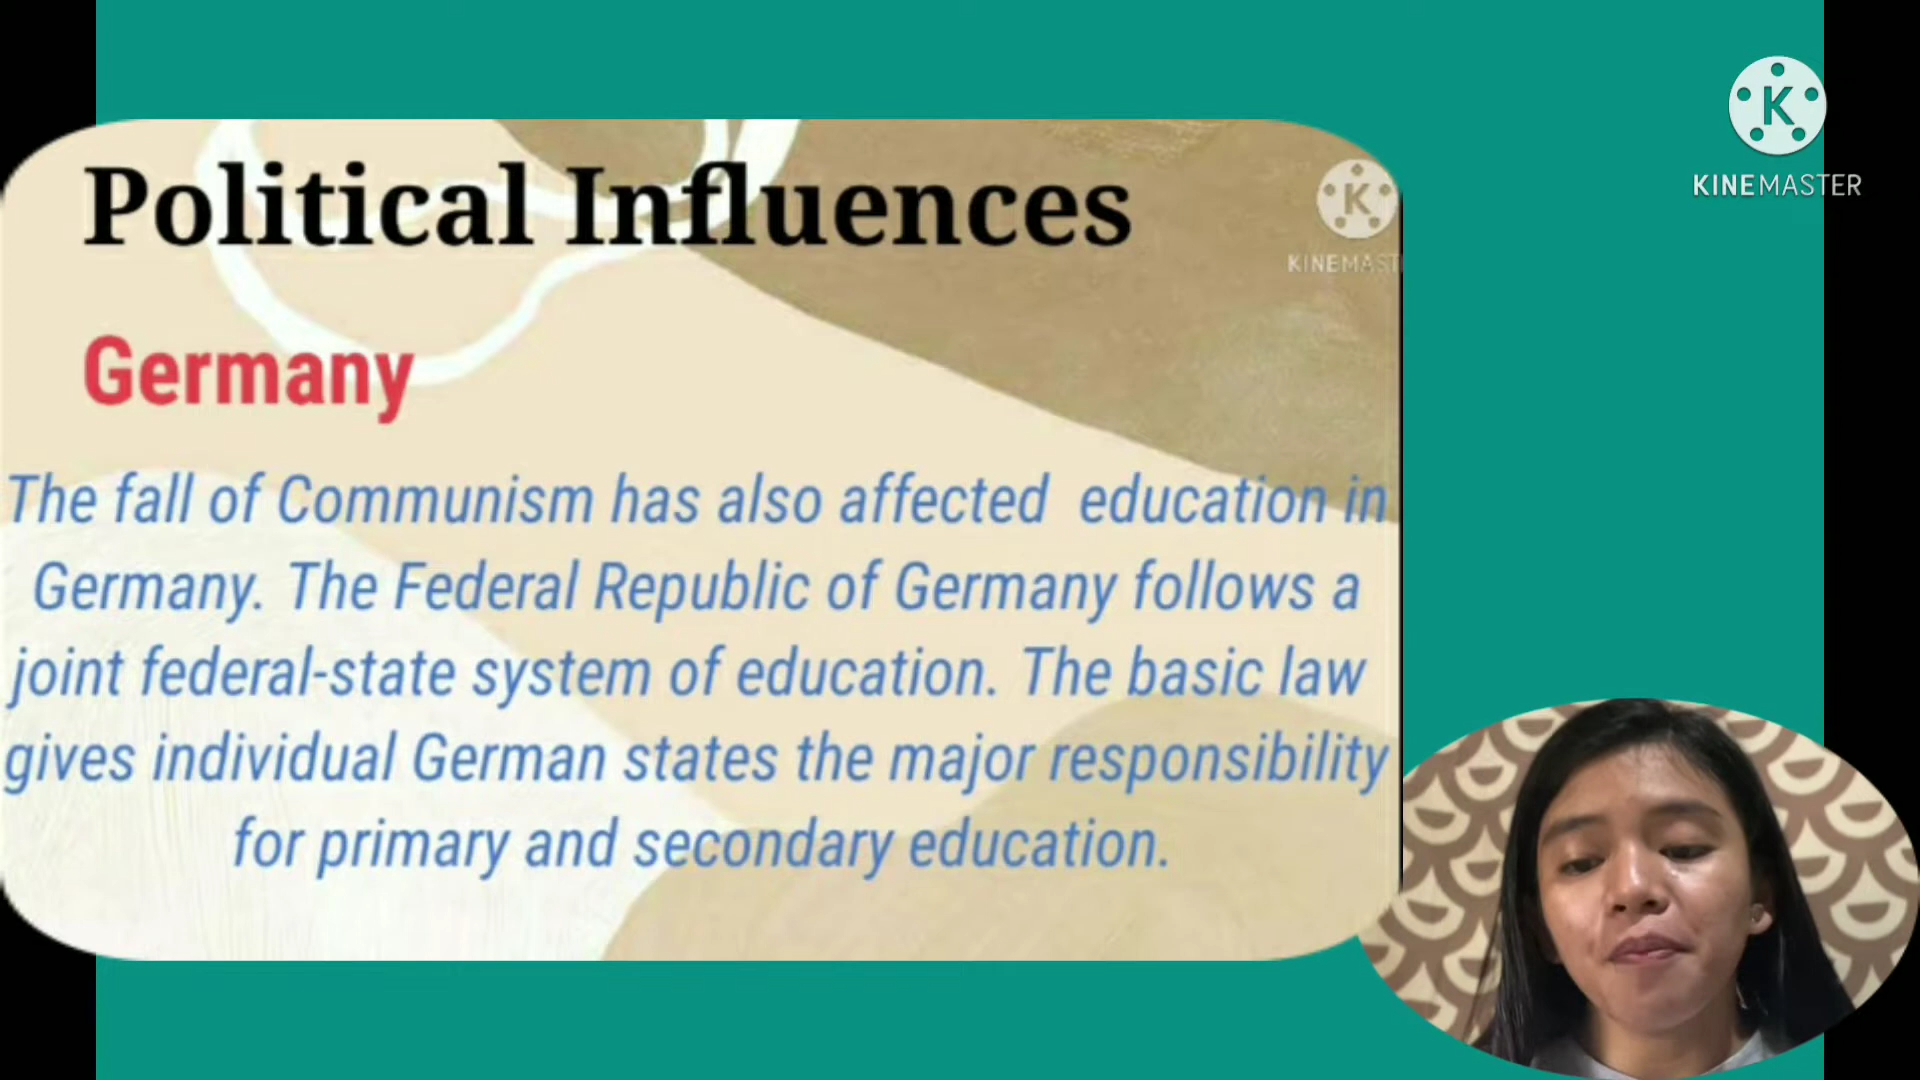 Political Influences
KINEMAST
KINEMASTER
Germany
The fall of Communism has also affected education in
Germany. The Federal Republic of Germany follows a
joint federal-state system of education. The basic law
gives individual German states the major responsibility
for primary and secondary education.